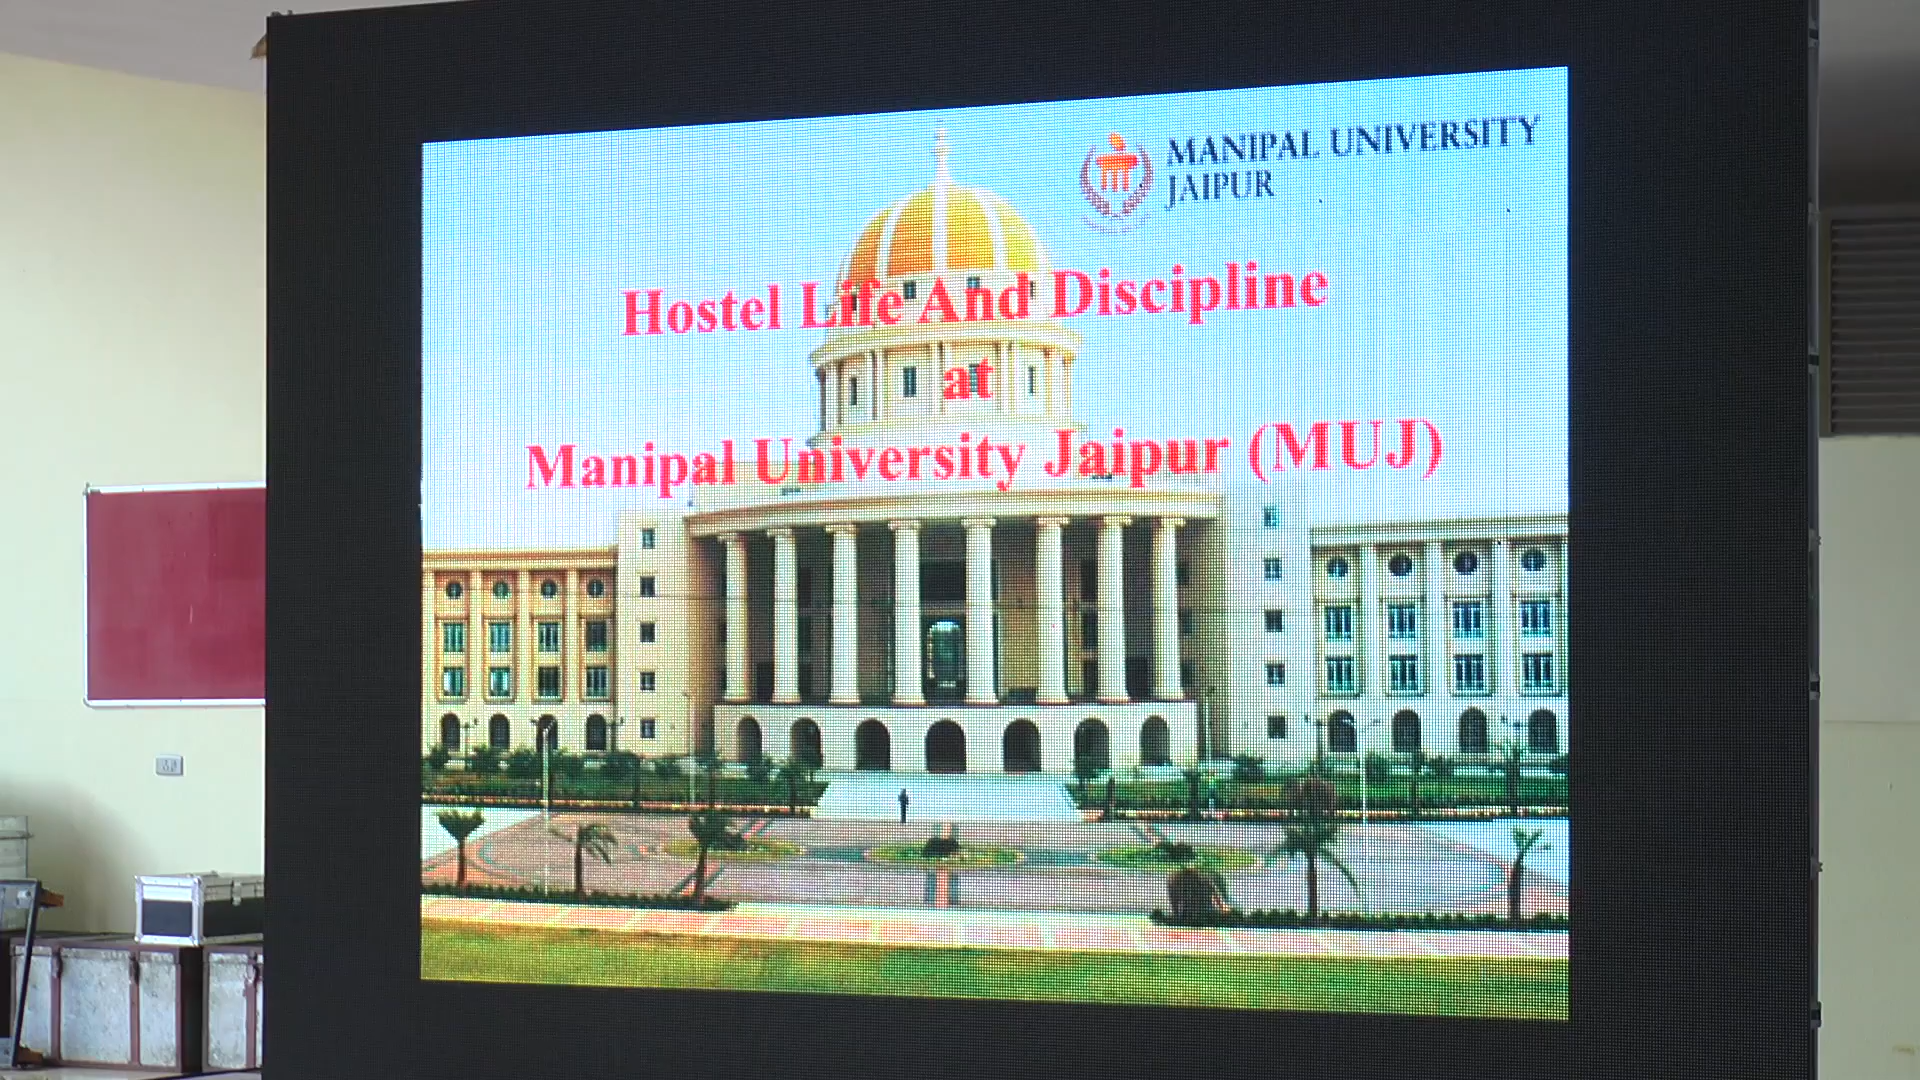 MANIPAL UNIVERSITY
JAIPUR
Hostel Life And Discipline
at
Manipal University Jaipur (MUJ)